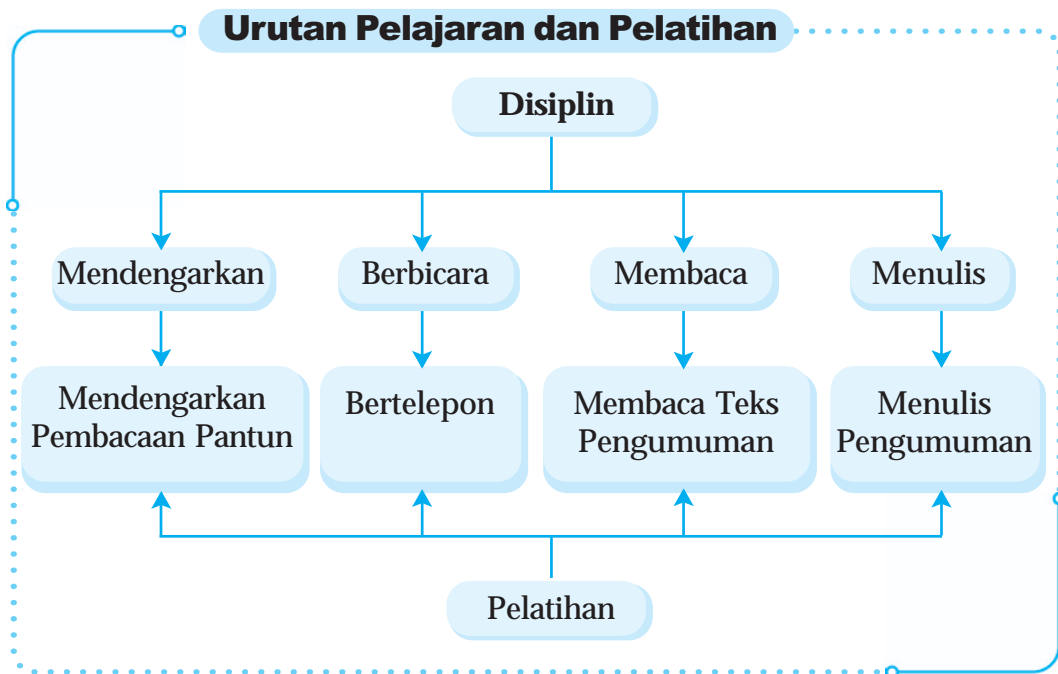 Urutan Pelajaran dan Pelatihan
Disiplin
Mendengarkan
Berbicara
Membaca
Menulis
Mendengarkan
Pembacaan Pantun
Bertelepon
Membaca Teks
Pengumuman
Menulis
Pengumuman
Pelatihan